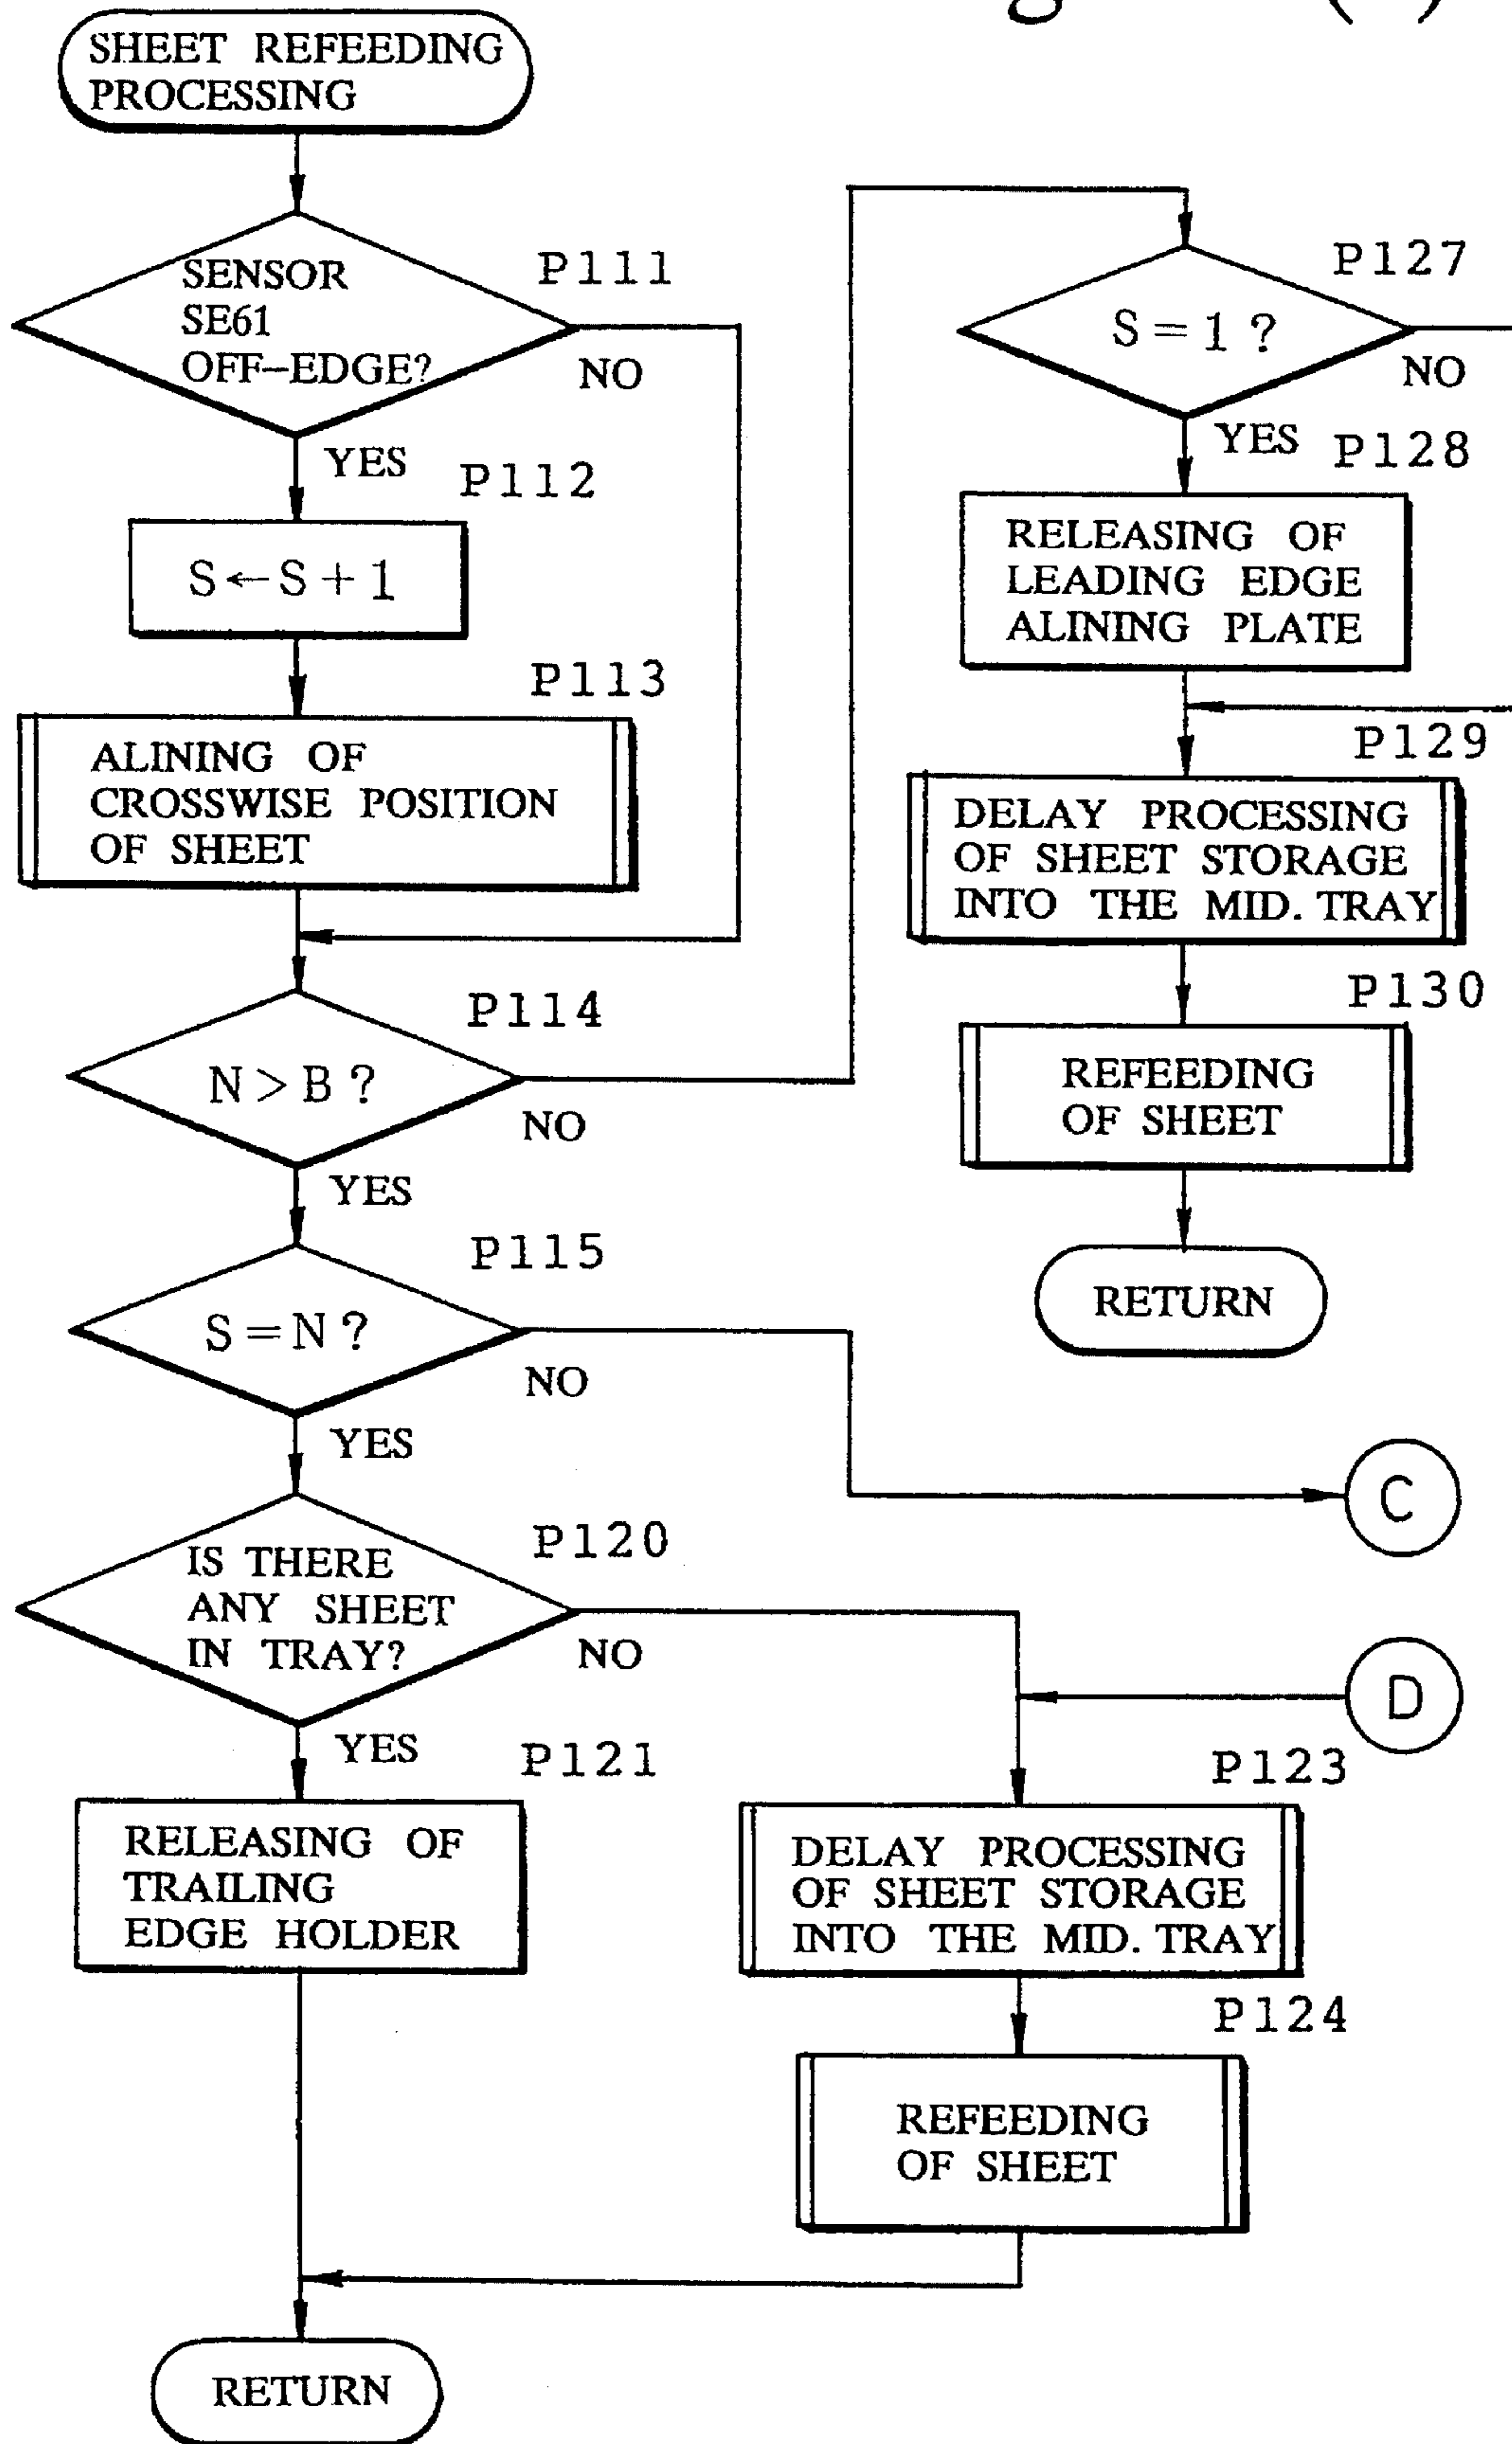 SHEET REFEEDING
PROCESSING
P111
SENSOR
SE61
OFF-EDGE?
NO
YES
P112
S←S+1
P113
ALINING OF
CROSSWISE POSITION
OF SHEET
P114
N>B?
NO
YES
P115
S=N?
NO
YES
C
P120
IS THERE
ANY SHEET
IN TRAY?
NO
YES
P121
RELEASING OF
TRAILING
EDGE HOLDER
D
P123
DELAY PROCESSING
OF SHEET STORAGE
INTO THE MID. TRAY
P124
REFEEDING
OF SHEET
RETURN
P127
S=1?
NO
YES
P128
RELEASING OF
LEADING EDGE
ALINING PLATE
P129
DELAY PROCESSING
OF SHEET STORAGE
INTO THE MID. TRAY
P130
REFEEDING
OF SHEET
RETURN